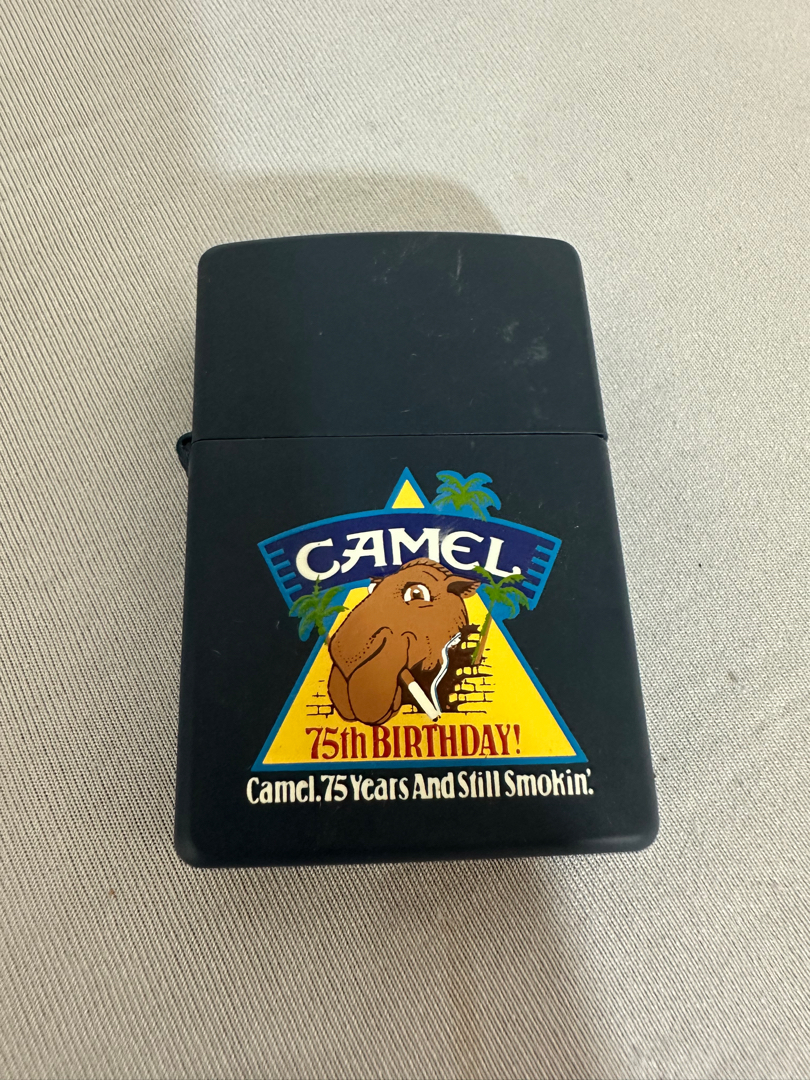 CAMEL
75th BIRTHDAY!
Camel. 75 Years And Still Smokin'.